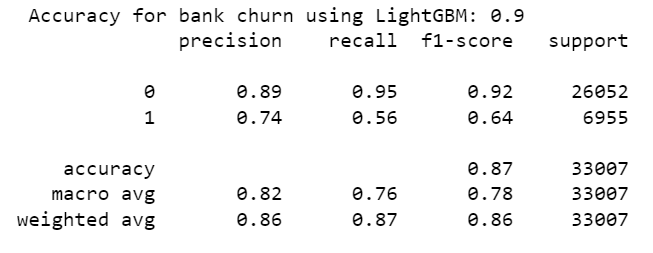 Accuracy for bank churn using LightGBM: 0.9
precision recall f1-score support
0 0.89 0.95 0.92 26052
1 0.74 0.56 0.64 6955
accuracy 0.87 33007
macro avg 0.82 0.76 0.78 33007
weighted avg 0.86 0.87 0.86 33007